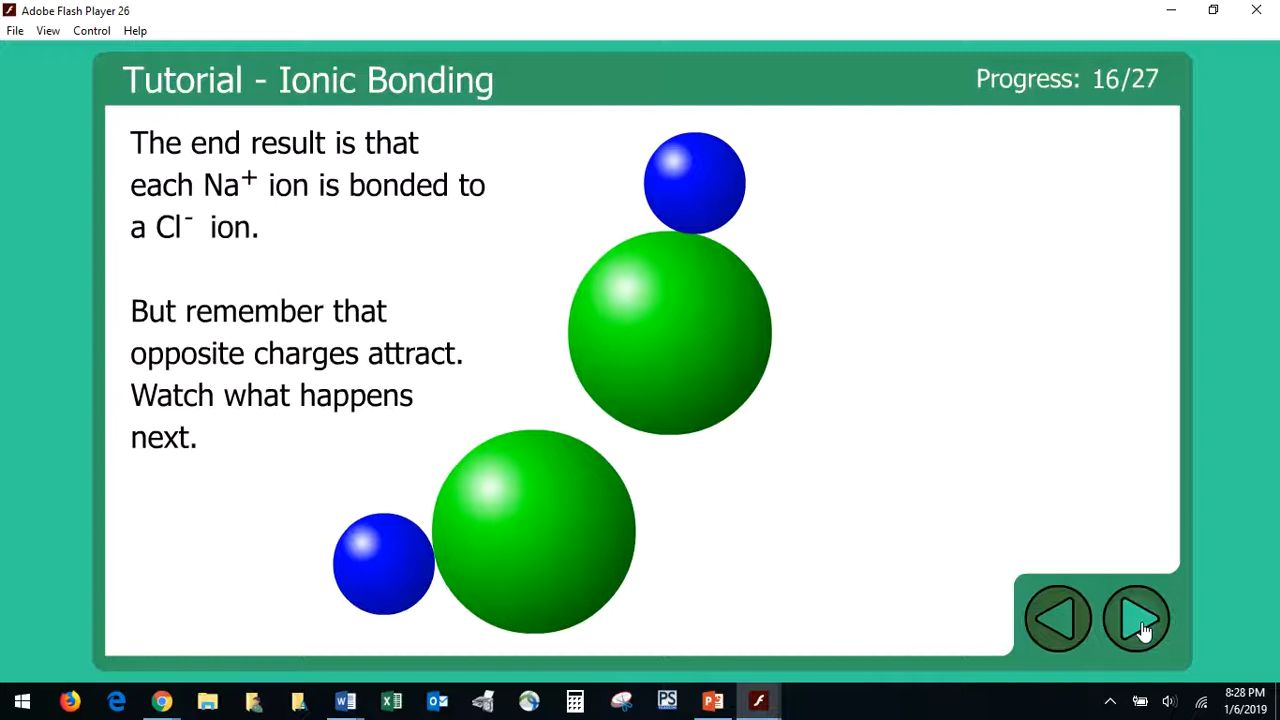 Adobe Flash Player 26
File View Control Help
Tutorial - Ionic Bonding
Progress: 16/27
The end result is that
each Na⁺ ion is bonded to
a Cl⁻ ion.
But remember that
opposite charges attract.
Watch what happens
next.
PS
8:28 PM
1/6/2019